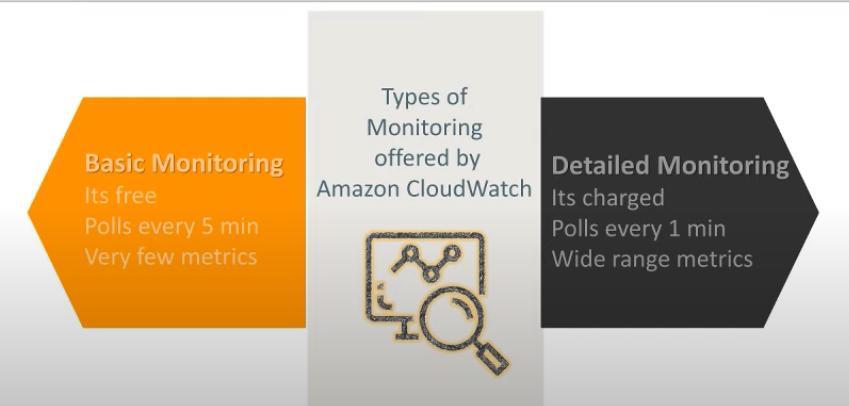 Types of
Monitoring
offered by
Amazon CloudWatch
Basic Monitoring
Its free
Polls every 5 min
Very few metrics
Detailed Monitoring
Its charged
Polls every 1 min
Wide range metrics